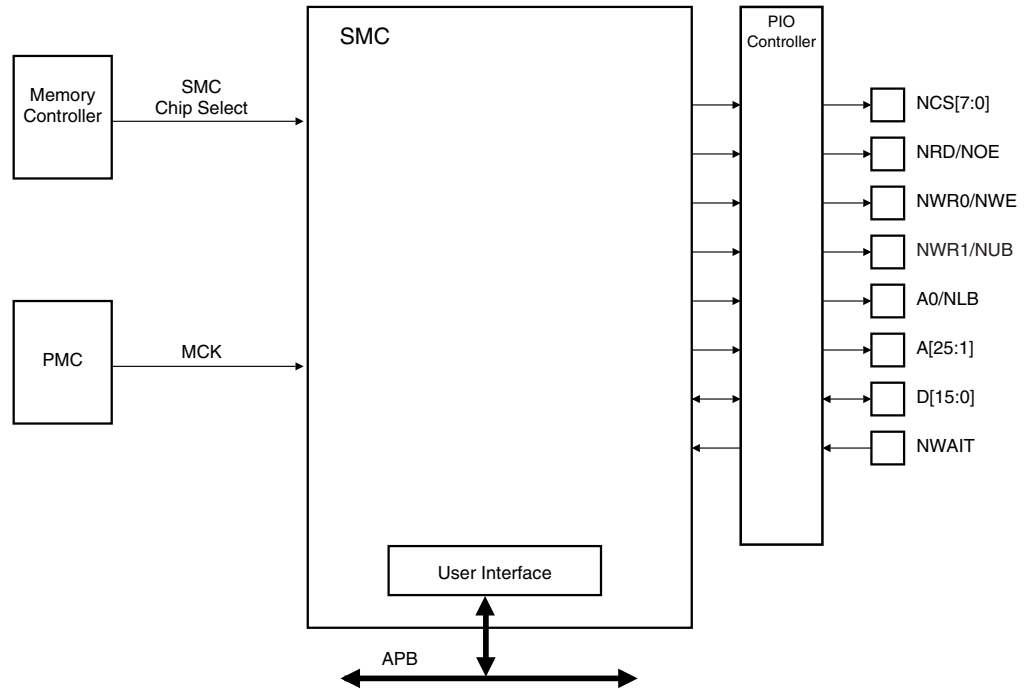 SMC
PIO
Controller
Memory
Controller
SMC
Chip Select
NCS[7:0]
NRD/NOE
NWR0/NWE
NWR1/NUB
A0/NLB
PMC
MCK
A[25:1]
D[15:0]
NWAIT
User Interface
APB